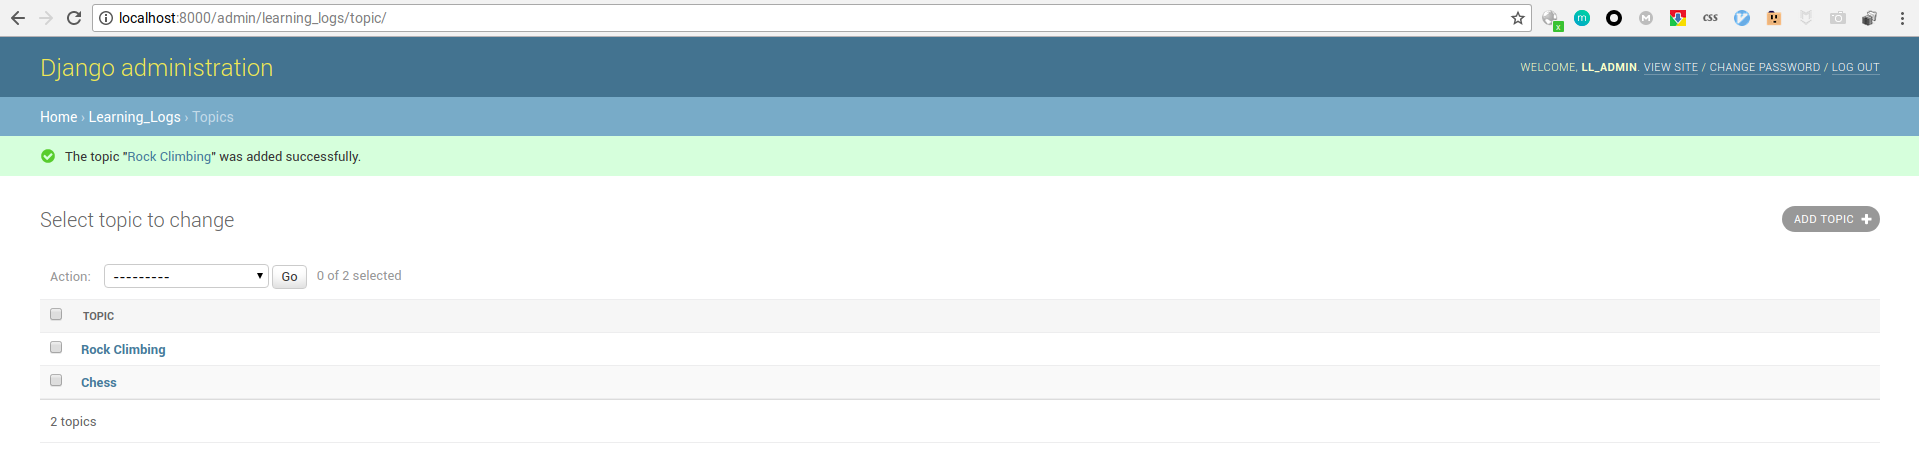 localhost:8000/admin/learning_logs/topic/
m M css x
Django administration WELCOME, LL_ADMIN. VIEW SITE / CHANGE PASSWORD / LOG OUT
Home › Learning_Logs › Topics
The topic "Rock Climbing" was added successfully.
Select topic to change ADD TOPIC +
Action: --------- Go 0 of 2 selected
TOPIC
Rock Climbing
Chess
2 topics